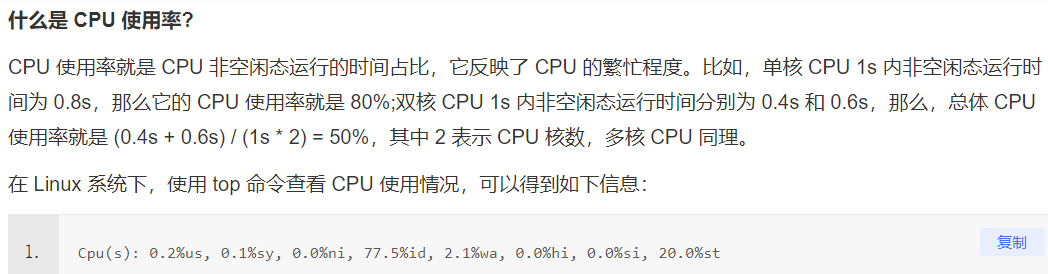 什么是 CPU 使用率?
CPU 使用率就是 CPU 非空闲态运行的时间占比，它反映了 CPU 的繁忙程度。比如，单核 CPU 1s 内非空闲态运行时
间为 0.8s，那么它的 CPU 使用率就是 80%;双核 CPU 1s 内非空闲态运行时间分别为 0.4s 和 0.6s，那么，总体 CPU
使用率就是 (0.4s + 0.6s) / (1s * 2) = 50%，其中 2 表示 CPU 核数，多核 CPU 同理。
在 Linux 系统下，使用 top 命令查看 CPU 使用情况，可以得到如下信息：
复制
1. Cpu(s): 0.2%us, 0.1%sy, 0.0%ni, 77.5%id, 2.1%wa, 0.0%hi, 0.0%si, 20.0%st